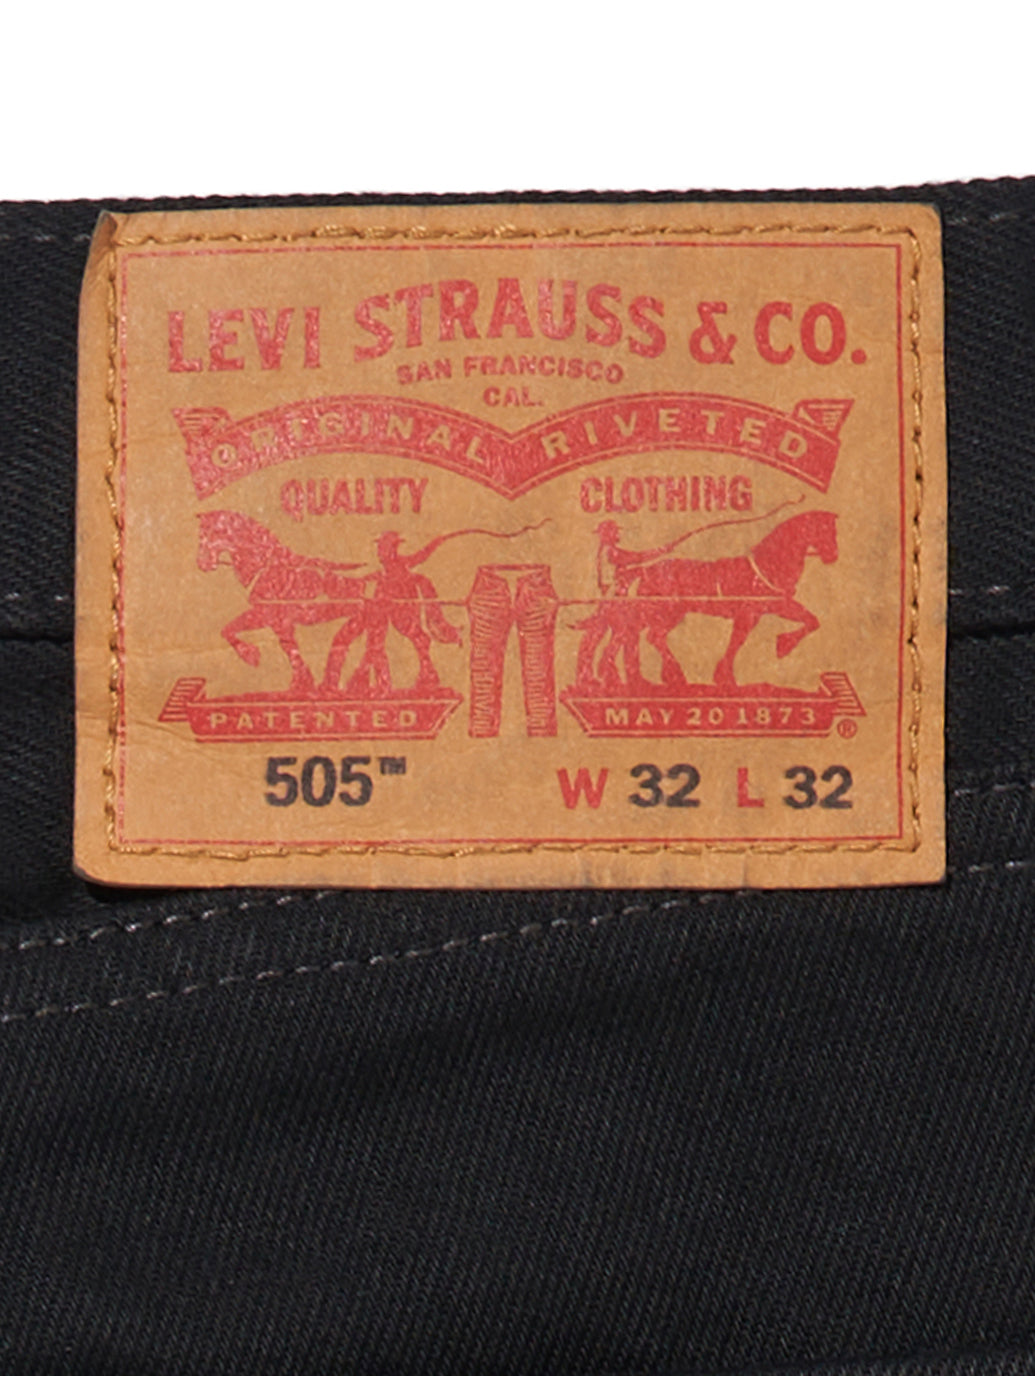 LEVI STRAUSS & CO.
SAN FRANCISCO
CAL.
ORIGINAL RIVETED
QUALITY CLOTHING
PATENTED MAY 20 1873 ®
505™ W 32 L 32